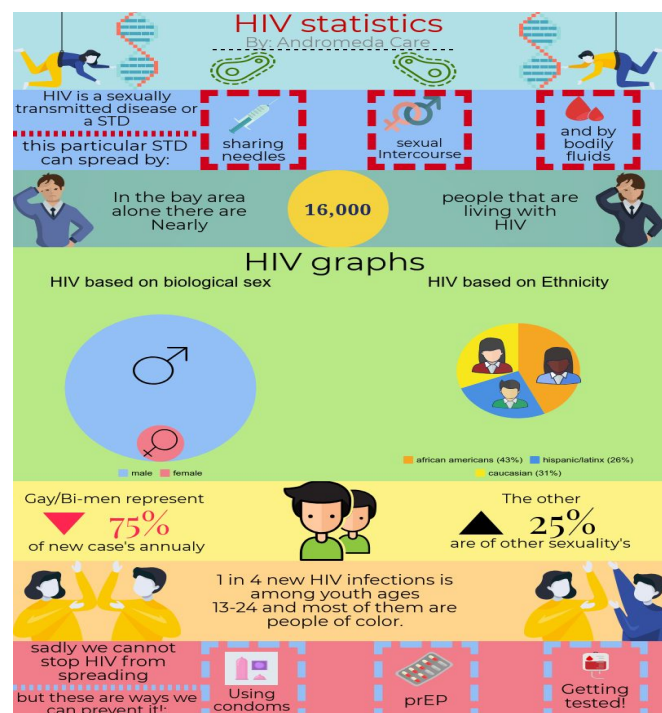 HIV statistics
By: Andromeda Care
HIV is a sexually
transmitted disease or
a STD
this particular STD
can spread by:
sharing
needles
sexual
Intercourse
and by
bodily
fluids
In the bay area
alone there are
Nearly
16,000
people that are
living with
HIV
HIV graphs
HIV based on biological sex
male female
HIV based on Ethnicity
african americans (43%) hispanic/latinx (26%)
caucasian (31%)
Gay/Bi-men represent
75%
of new case's annualy
The other
25%
are of other sexuality's
1 in 4 new HIV infections is
among youth ages
13-24 and most of them are
people of color.
sadly we cannot
stop HIV from
spreading
but these are ways we
can prevent it!:
Using
condoms
prEP
Getting
tested!